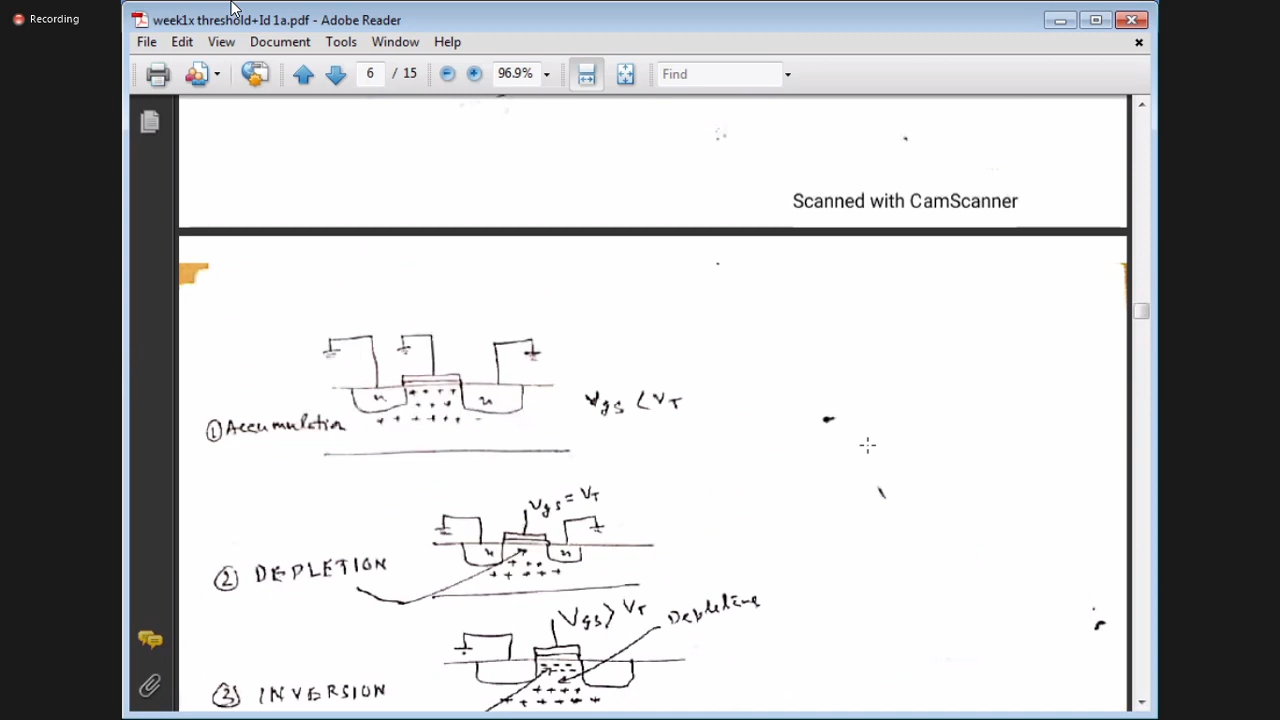 Recording
week1x threshold+Id 1a.pdf - Adobe Reader
File Edit View Document Tools Window Help
6 / 15 96.9% Find
Scanned with CamScanner
n n
Vgs < VT
① Accumulation
+ + + +
+ + +
+ + + + + -
Vgs = VT
n n
② DEPLETION
+ + + +
+ + + + +
Vgs > VT
Depletion
③ INVERSION
+ + + +
+ + + + + +